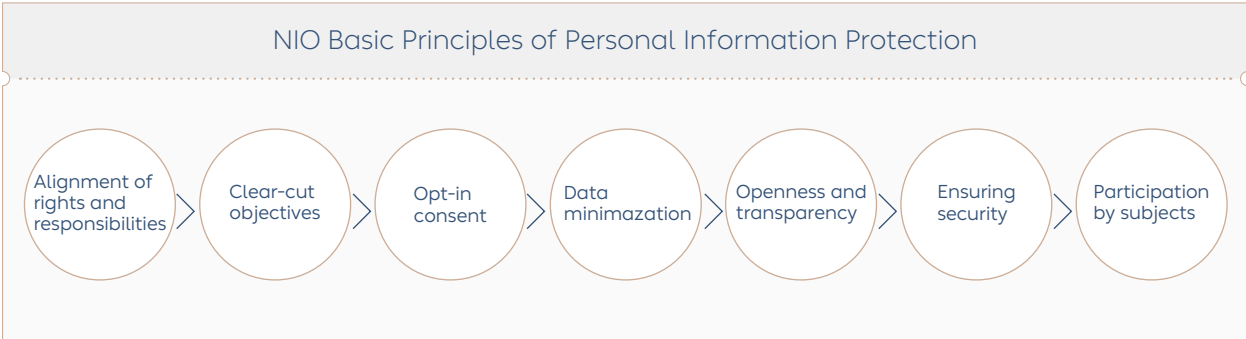 NIO Basic Principles of Personal Information Protection
Alignment of
rights and
responsibilities
Clear-cut
objectives
Opt-in
consent
Data
minimazation
Openness and
transparency
Ensuring
security
Participation
by subjects